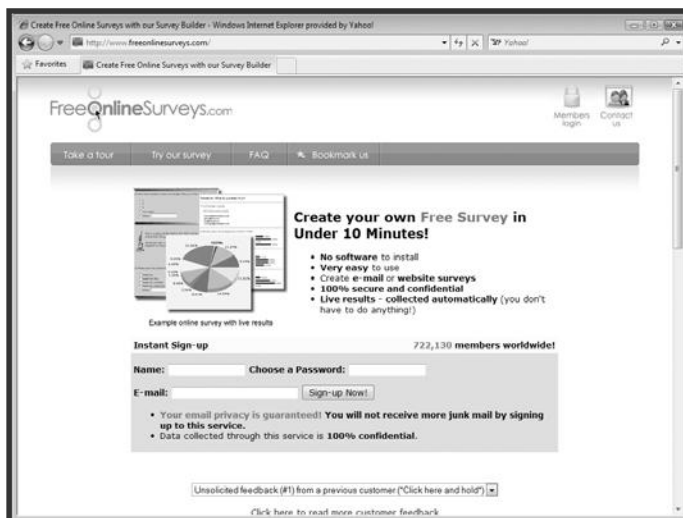 Create Free Online Surveys with our Survey Builder - Windows Internet Explorer provided by Yahoo!
http://www.freeonlinesurveys.com/
Yahoo!
Favorites
Create Free Online Surveys with our Survey Builder
FreeOnlineSurveys.com
Members login
Contact us
Take a tour
Try our survey
FAQ
Bookmark us
Create your own Free Survey in
Under 10 Minutes!
• No software to install
• Very easy to use
• Create e-mail or website surveys
• 100% secure and confidential
• Live results - collected automatically (you don't
have to do anything!)
Example online survey with live results
Instant Sign-up
722,130 members worldwide!
Name:
Choose a Password:
E-mail:
Sign-up Now!
• Your email privacy is guaranteed! You will not receive more junk mail by signing
up to this service.
• Data collected through this service is 100% confidential.
Unsolicited feedback (#1) from a previous customer ("Click here and hold")
Click here to read more customer feedback